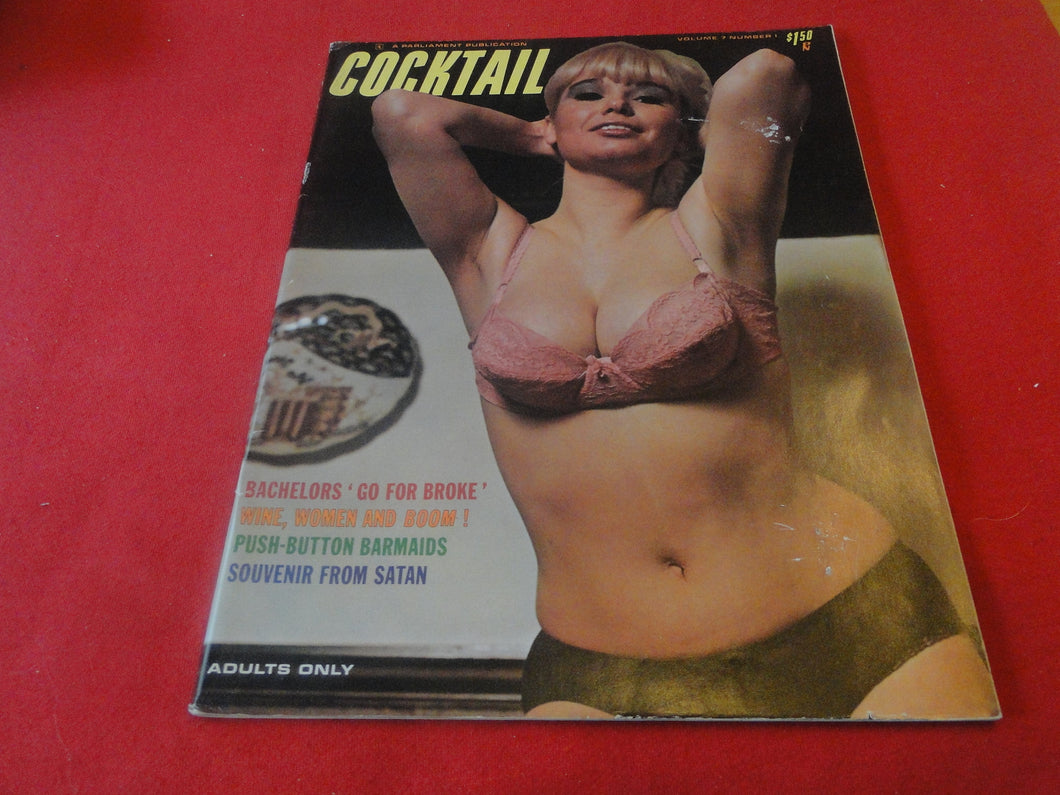 A PARLIAMENT PUBLICATION
VOLUME 7 NUMBER 1
$1.50
COCKTAIL
BACHELORS ‘ GO FOR BROKE ’
WINE, WOMEN AND BOOM !
PUSH-BUTTON BARMAIDS
SOUVENIR FROM SATAN
ADULTS ONLY